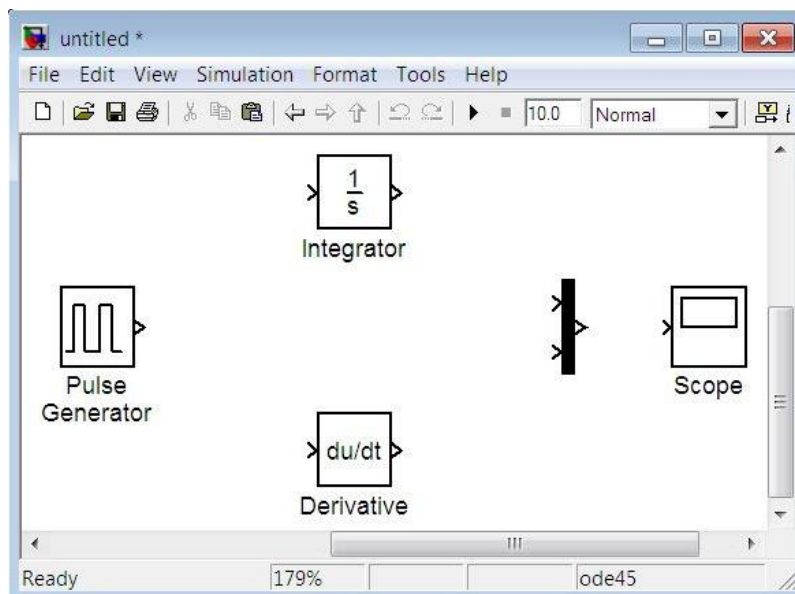 untitled *
File Edit View Simulation Format Tools Help
10.0 Normal
1
s
Integrator
Pulse
Generator
Scope
du/dt
Derivative
Ready 179% ode45